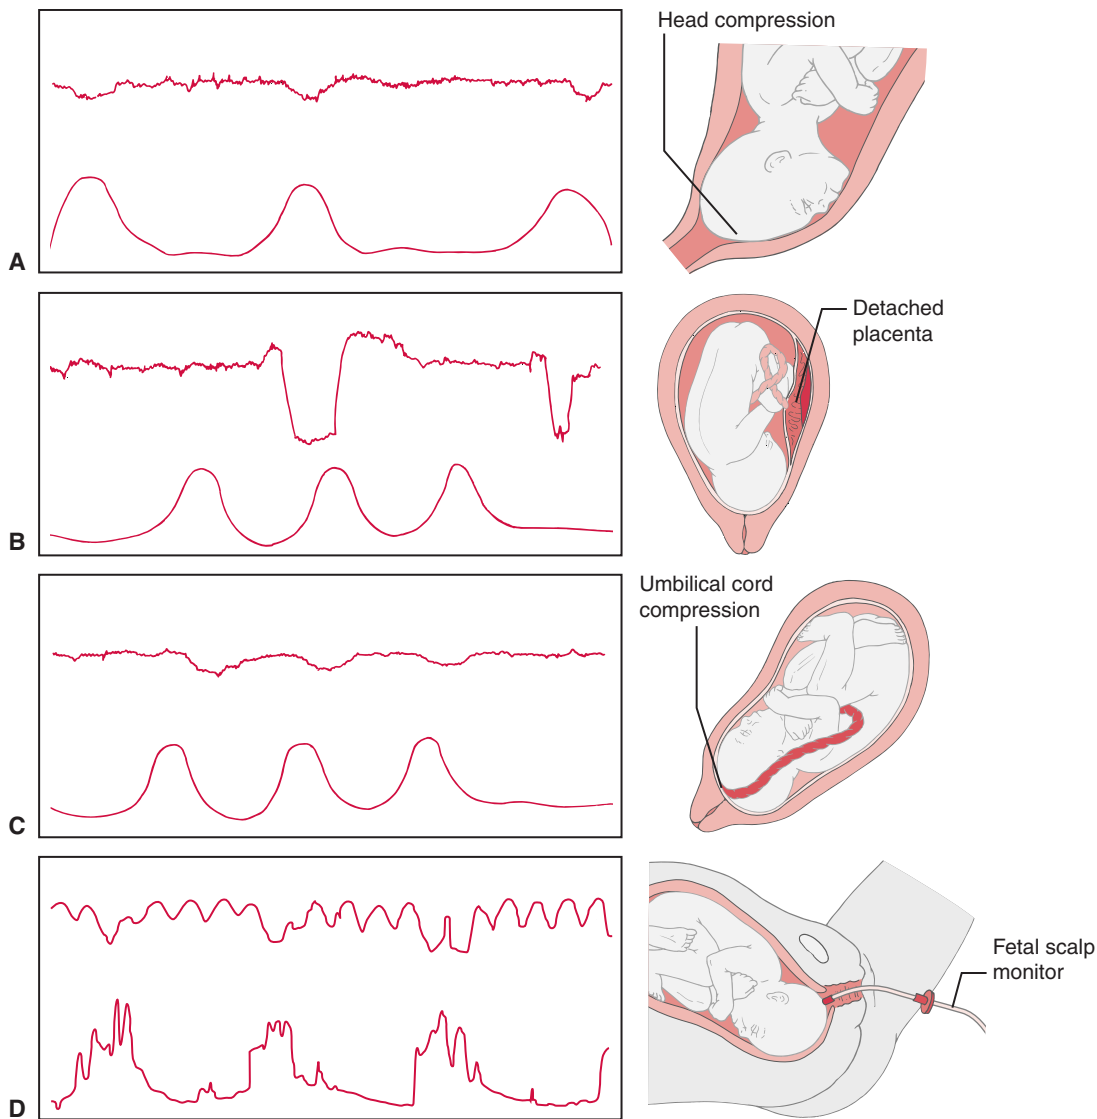 Head compression
A
Detached
placenta
B
Umbilical cord
compression
C
Fetal scalp
monitor
D